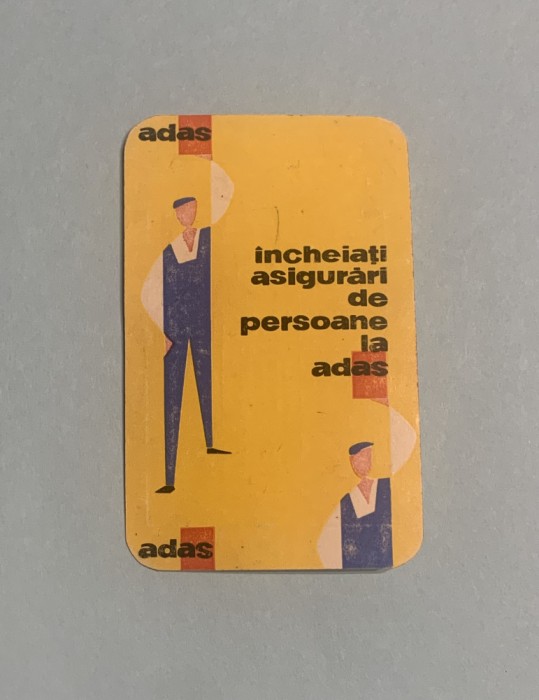 adas
încheiați
asigurări
de
persoane
la
adas
adas